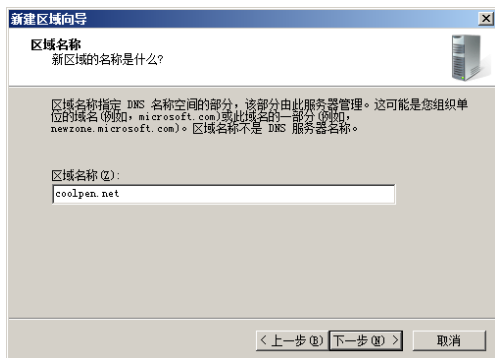 新建区域向导
区域名称
新区域的名称是什么?
区域名称指定 DNS 名称空间的部分，该部分由此服务器管理。这可能是您组织单
位的域名(例如，microsoft.com)或此域名的一部分(例如，
newzone.microsoft.com)。区域名称不是 DNS 服务器名称。
区域名称(Z):
coolpen.net
<上一步(B) 下一步(N)> 取消